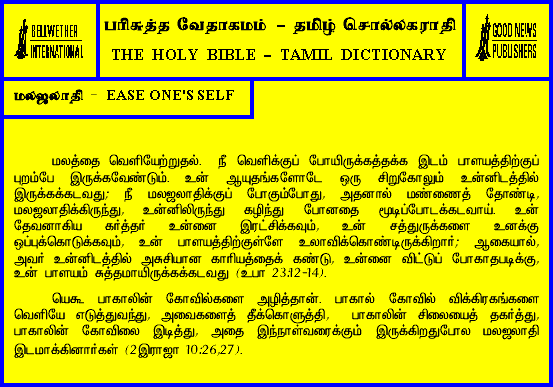 BELLWETHER
INTERNATIONAL
பரிசுத்த வேதாகமம் – தமிழ் சொல்லகராதி
THE HOLY BIBLE – TAMIL DICTIONARY
GOOD NEWS
PUBLISHERS
மலஜலாதி – EASE ONE'S SELF
மலத்தை வெளியேற்றுதல். நீ வெளிக்குப் போயிருக்கத்தக்க இடம் பாளயத்திற்குப்
புறம்பே இருக்கவேண்டும். உன் ஆயுதங்களோடே ஒரு சிறுகோலும் உன்னிடத்தில்
இருக்கக்கடவது; நீ மலஜலாதிக்குப் போகும்போது, அதனால் மண்ணைத் தோண்டி,
மலஜலாதிக்கிருந்து, உன்னிலிருந்து கழிந்து போனதை மூடிப்போடக்கடவாய். உன்
தேவனாகிய கர்த்தர் உன்னை இரட்சிக்கவும், உன் சத்துருக்களை உனக்கு
ஒப்புக்கொடுக்கவும், உன் பாளயத்திற்குள்ளே உலாவிக்கொண்டிருக்கிறார்; ஆகையால்,
அவர் உன்னிடத்தில் அசுசியான காரியத்தைக் கண்டு, உன்னை விட்டுப் போகாதபடிக்கு,
உன் பாளயம் சுத்தமாயிருக்கக்கடவது (உபா 23:12-14).
யெகூ பாகாலின் கோவில்களை அழித்தான். பாகால் கோவில் விக்கிரகங்களை
வெளியே எடுத்துவந்து, அவைகளைத் தீக்கொளுத்தி, பாகாலின் சிலையைத் தகர்த்து,
பாகாலின் கோவிலை இடித்து, அதை இந்நாள்வரைக்கும் இருக்கிறதுபோல மலஜலாதி
இடமாக்கினார்கள் (2இராஜா 10:26,27).